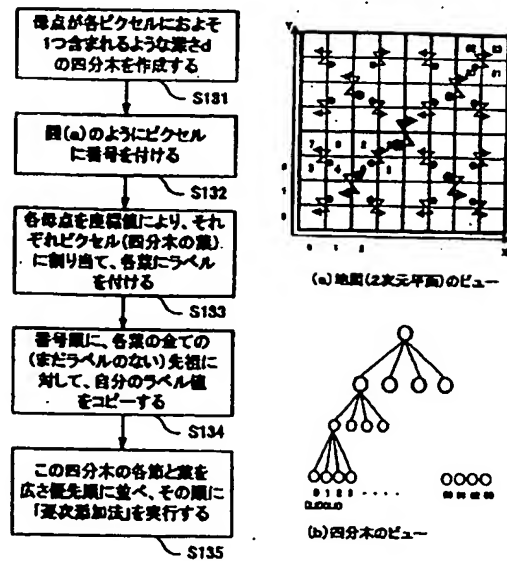 母点が各ピクセルにおよそ
1つ含まれるような深さd
の四分木を作成する
S131
図(a)のようにピクセル
に番号を付ける
S132
各母点を座標値により、それ
ぞれピクセル(四分木の葉)
に割り当て、各葉にラベル
を付ける
S133
番号順に、各葉の全ての
(まだラベルのない)先祖に
対して、自分のラベル値
をコピーする
S134
この四分木の各節と葉を
広さ優先順に並べ、その順に
「逐次添加法」を実行する
S135
Y
0 1 2
X
(a)地図(2次元平面)のビュー
0 1 2 3
(b)四分木のビュー